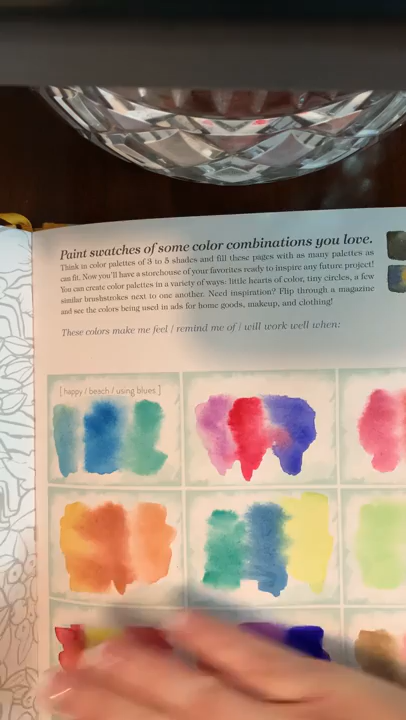 Paint swatches of some color combinations you love.
Think in color palettes of 3 to 5 shades and fill these pages with as many palettes as
can fit. Now you'll have a storehouse of your favorites ready to inspire any future project!
You can create color palettes in a variety of ways: little hearts of color, tiny circles, a few
similar brushstrokes next to one another. Need inspiration? Flip through a magazine
and see the colors being used in ads for home goods, makeup, and clothing!
These colors make me feel / remind me of / will work well when:
[ happy / beach / using blues ]